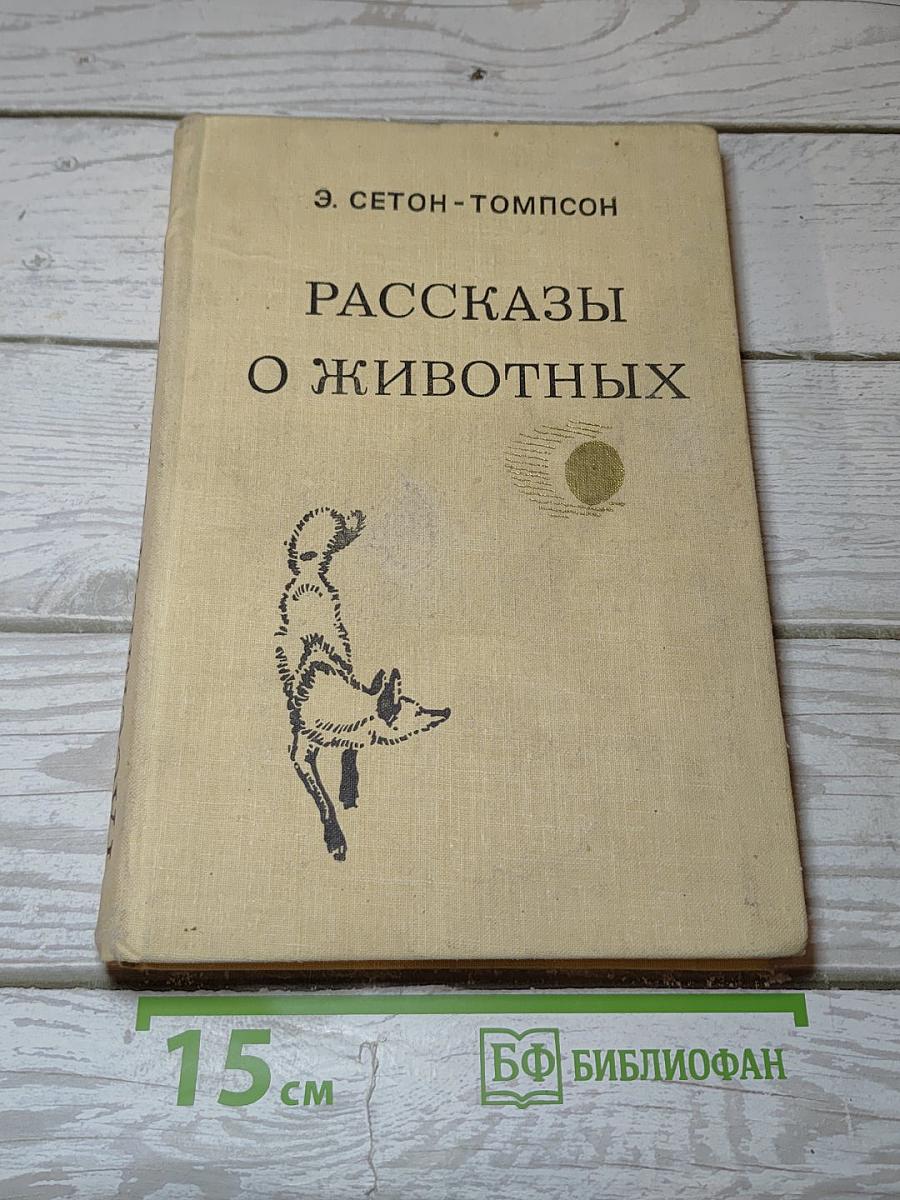 Э. СЕТОН-ТОМПСОН
РАССКАЗЫ
О ЖИВОТНЫХ
15 см
БФ БИБЛИОФАН